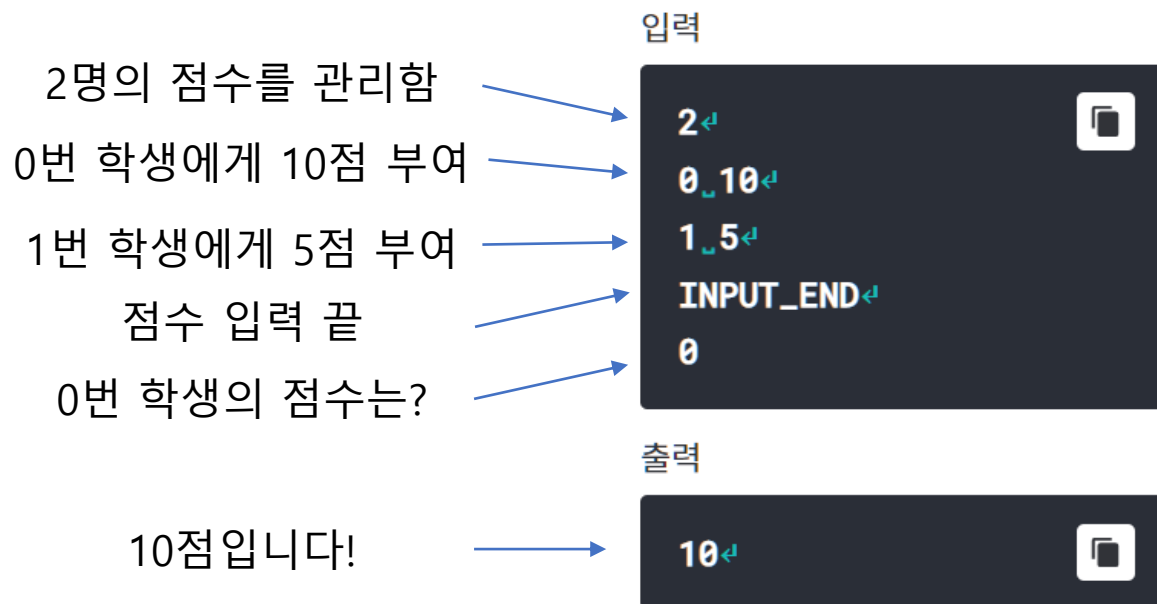 입력
2명의 점수를 관리함
2↵
0번 학생에게 10점 부여
0␣10↵
1번 학생에게 5점 부여
1␣5↵
점수 입력 끝
INPUT_END↵
0번 학생의 점수는?
0
출력
10점입니다!
10↵